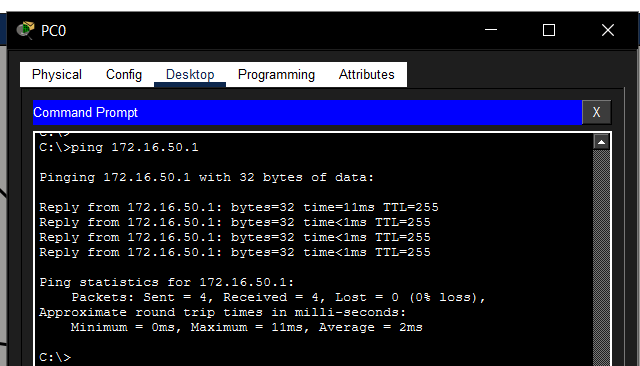 PC0
Physical Config Desktop Programming Attributes
Command Prompt X
C:\>
C:\>ping 172.16.50.1
Pinging 172.16.50.1 with 32 bytes of data:
Reply from 172.16.50.1: bytes=32 time=11ms TTL=255
Reply from 172.16.50.1: bytes=32 time<1ms TTL=255
Reply from 172.16.50.1: bytes=32 time<1ms TTL=255
Reply from 172.16.50.1: bytes=32 time<1ms TTL=255
Ping statistics for 172.16.50.1:
Packets: Sent = 4, Received = 4, Lost = 0 (0% loss),
Approximate round trip times in milli-seconds:
Minimum = 0ms, Maximum = 11ms, Average = 2ms
C:\>